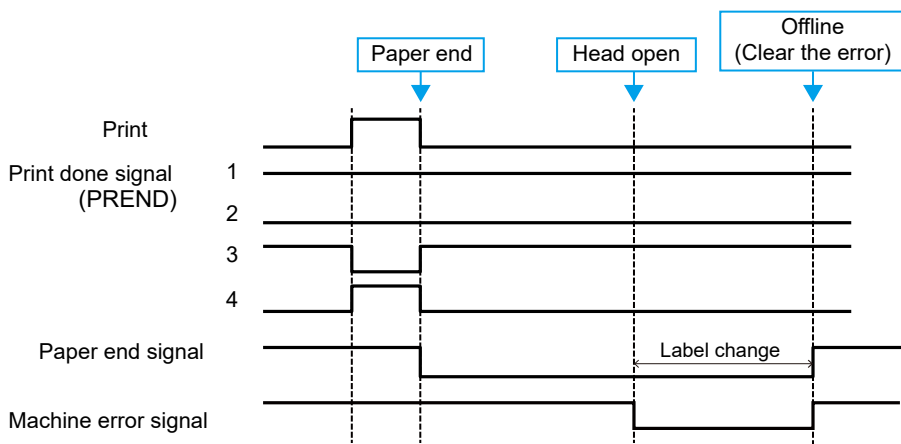 Offline
(Clear the error)
Paper end
Head open
Print
Print done signal
(PREND)
1
2
3
4
Paper end signal
Label change
Machine error signal